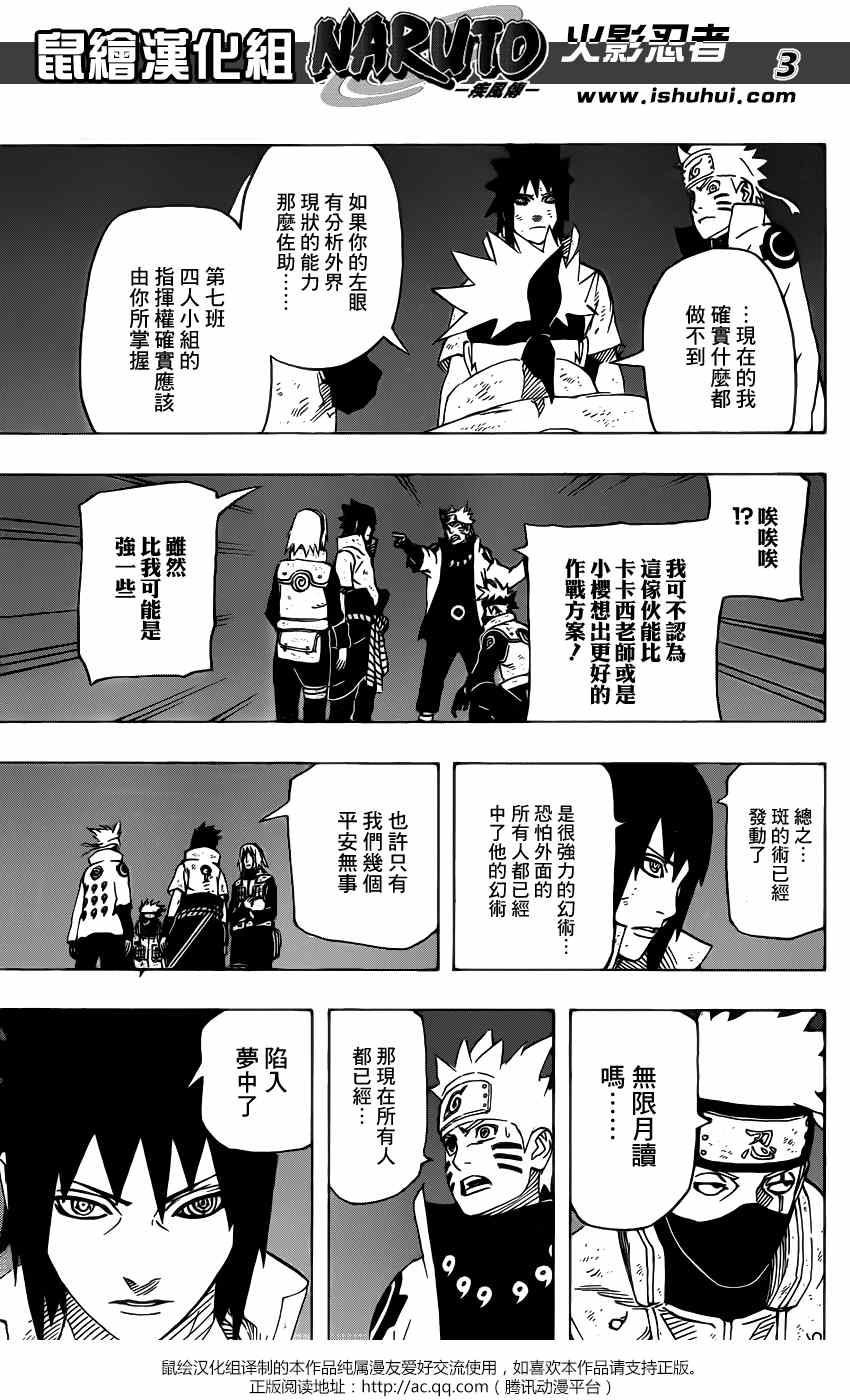 鼠繪漢化組
NARUTO
火影忍者
3
—疾風傳—
www.ishuhui.com
…現在的我
確實什麼都
做不到
如果你的左眼
有分析外界
現狀的能力
那麼佐助……
第七班
四人小組的
指揮權確實應該
由你所掌握
唉唉唉
!?
我可不認為
這傢伙能比
卡卡西老師或是
小櫻想出更好的
作戰方案！
雖然
比我可能是
強一些
總之…
斑的術已經
發動了
是很強力的幻術…
恐怕外面的
所有人都已經
中了他的幻術
也許只有
我們幾個
平安無事
無限月讀
嗎……
忍
那現在所有人
都已經…
陷入
夢中了
鼠绘汉化组译制的本作品纯属漫友爱好交流使用，如喜欢本作品请支持正版。
正版阅读地址：http://ac.qq.com（腾讯动漫平台）